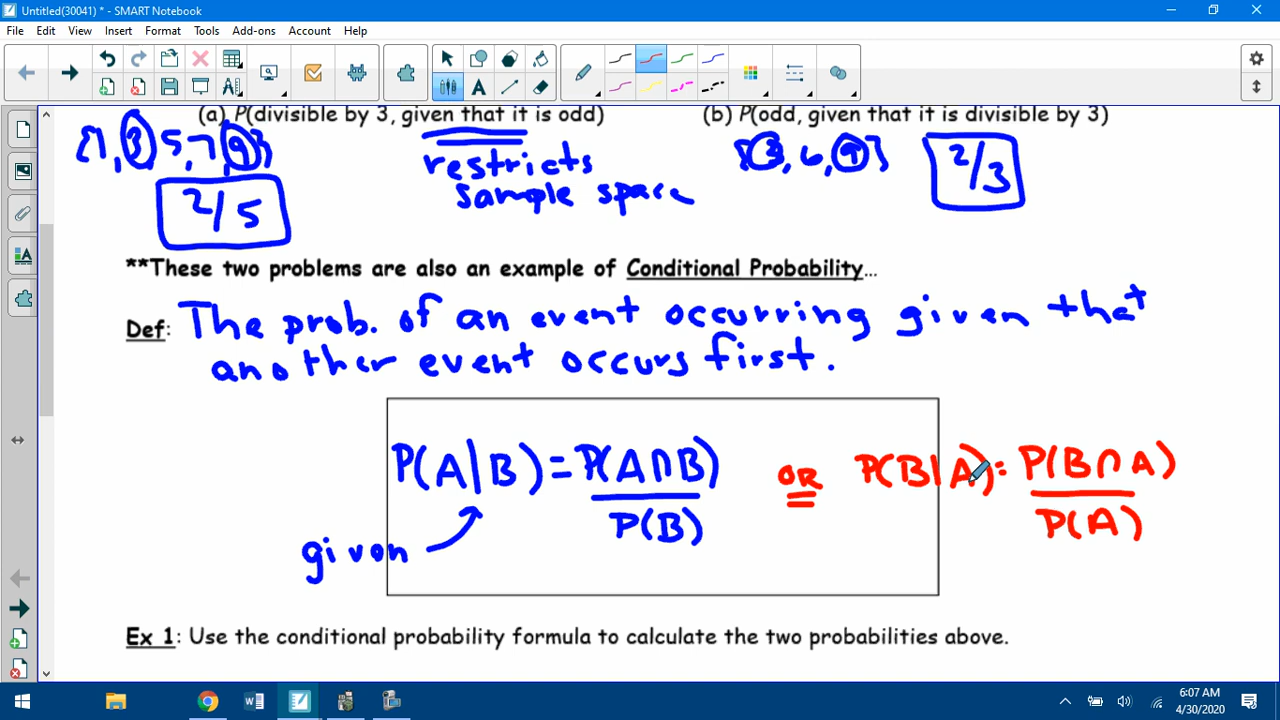 Untitled(30041) * - SMART Notebook
File Edit View Insert Format Tools Add-ons Account Help
(a) P(divisible by 3, given that it is odd)
(b) P(odd, given that it is divisible by 3)
{1, 3, 5, 7, 9}
restricts
sample space
{3, 6, 9}
2/3
2/5
**These two problems are also an example of Conditional Probability...
Def: The prob. of an event occurring given that
another event occurs first.
P(A|B) = P(A∩B)
P(B)
OR
P(B|A) = P(B∩A)
P(A)
given
Ex 1: Use the conditional probability formula to calculate the two probabilities above.
6:07 AM
4/30/2020